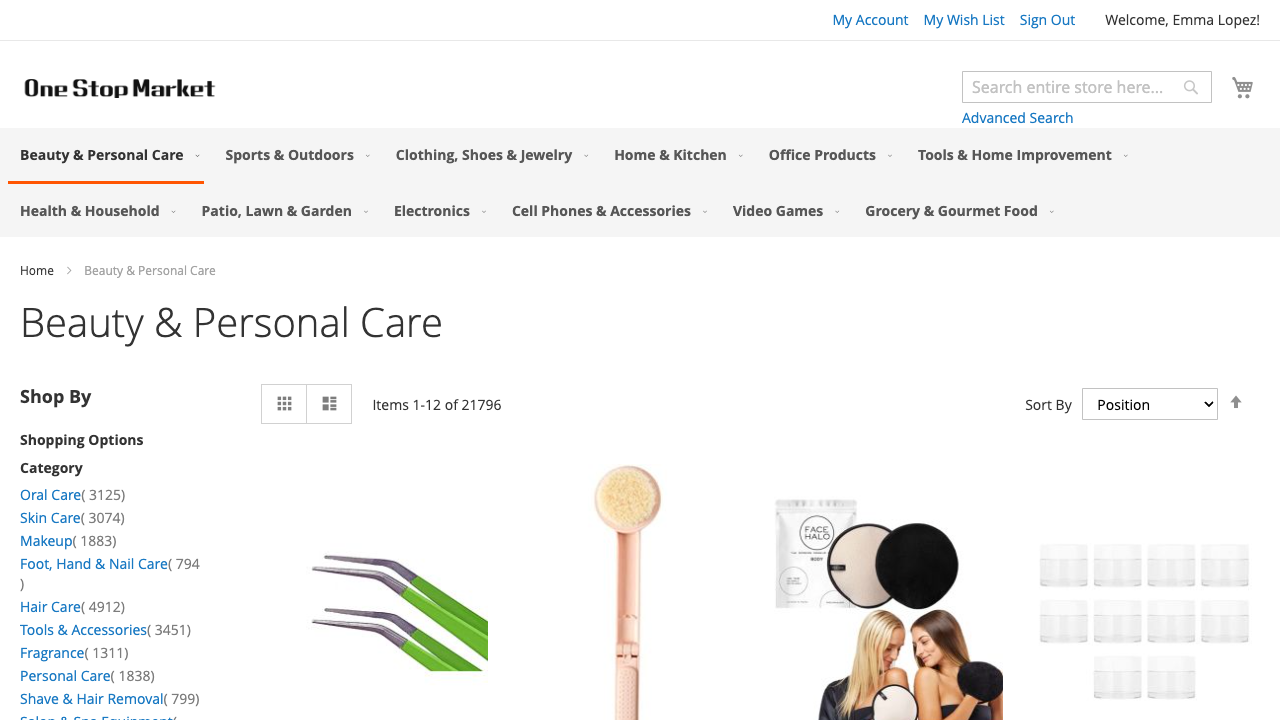 My Account My Wish List Sign Out Welcome, Emma Lopez!
One Stop Market
Search entire store here...
Advanced Search
Beauty & Personal Care Sports & Outdoors Clothing, Shoes & Jewelry Home & Kitchen Office Products Tools & Home Improvement
Health & Household Patio, Lawn & Garden Electronics Cell Phones & Accessories Video Games Grocery & Gourmet Food
Home Beauty & Personal Care
Beauty & Personal Care
Shop By
Items 1-12 of 21796
Sort By Position
Shopping Options
Category
Oral Care( 3125)
Skin Care( 3074)
Makeup( 1883)
Foot, Hand & Nail Care( 794
)
Hair Care( 4912)
Tools & Accessories( 3451)
Fragrance( 1311)
Personal Care( 1838)
Shave & Hair Removal( 799)
Salon & Spa Equipment(
FACE
HALO
BODY